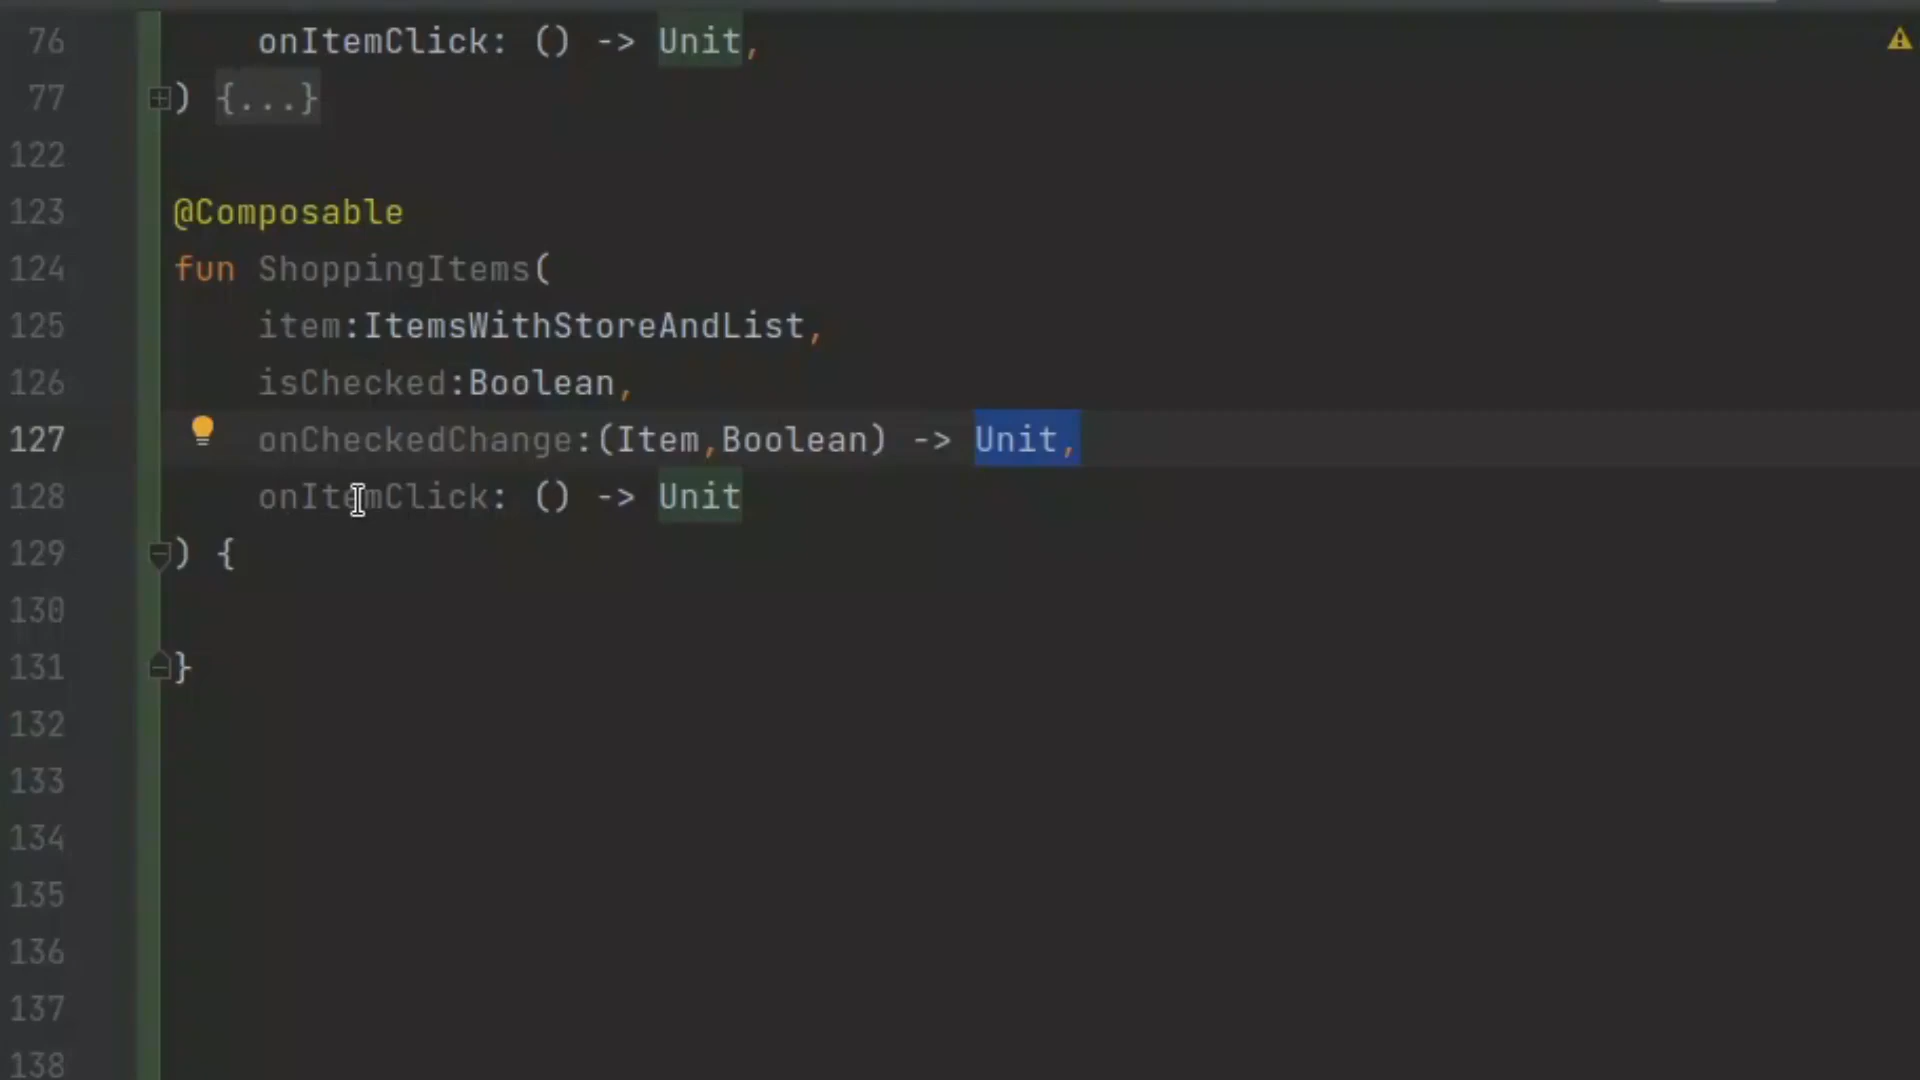 76 onItemClick: () -> Unit,
77 ) {...}
122
123 @Composable
124 fun ShoppingItems(
125 item:ItemsWithStoreAndList,
126 isChecked:Boolean,
127 onCheckedChange:(Item,Boolean) -> Unit,
128 onItemClick: () -> Unit
129 ) {
130
131 }
132
133
134
135
136
137
138